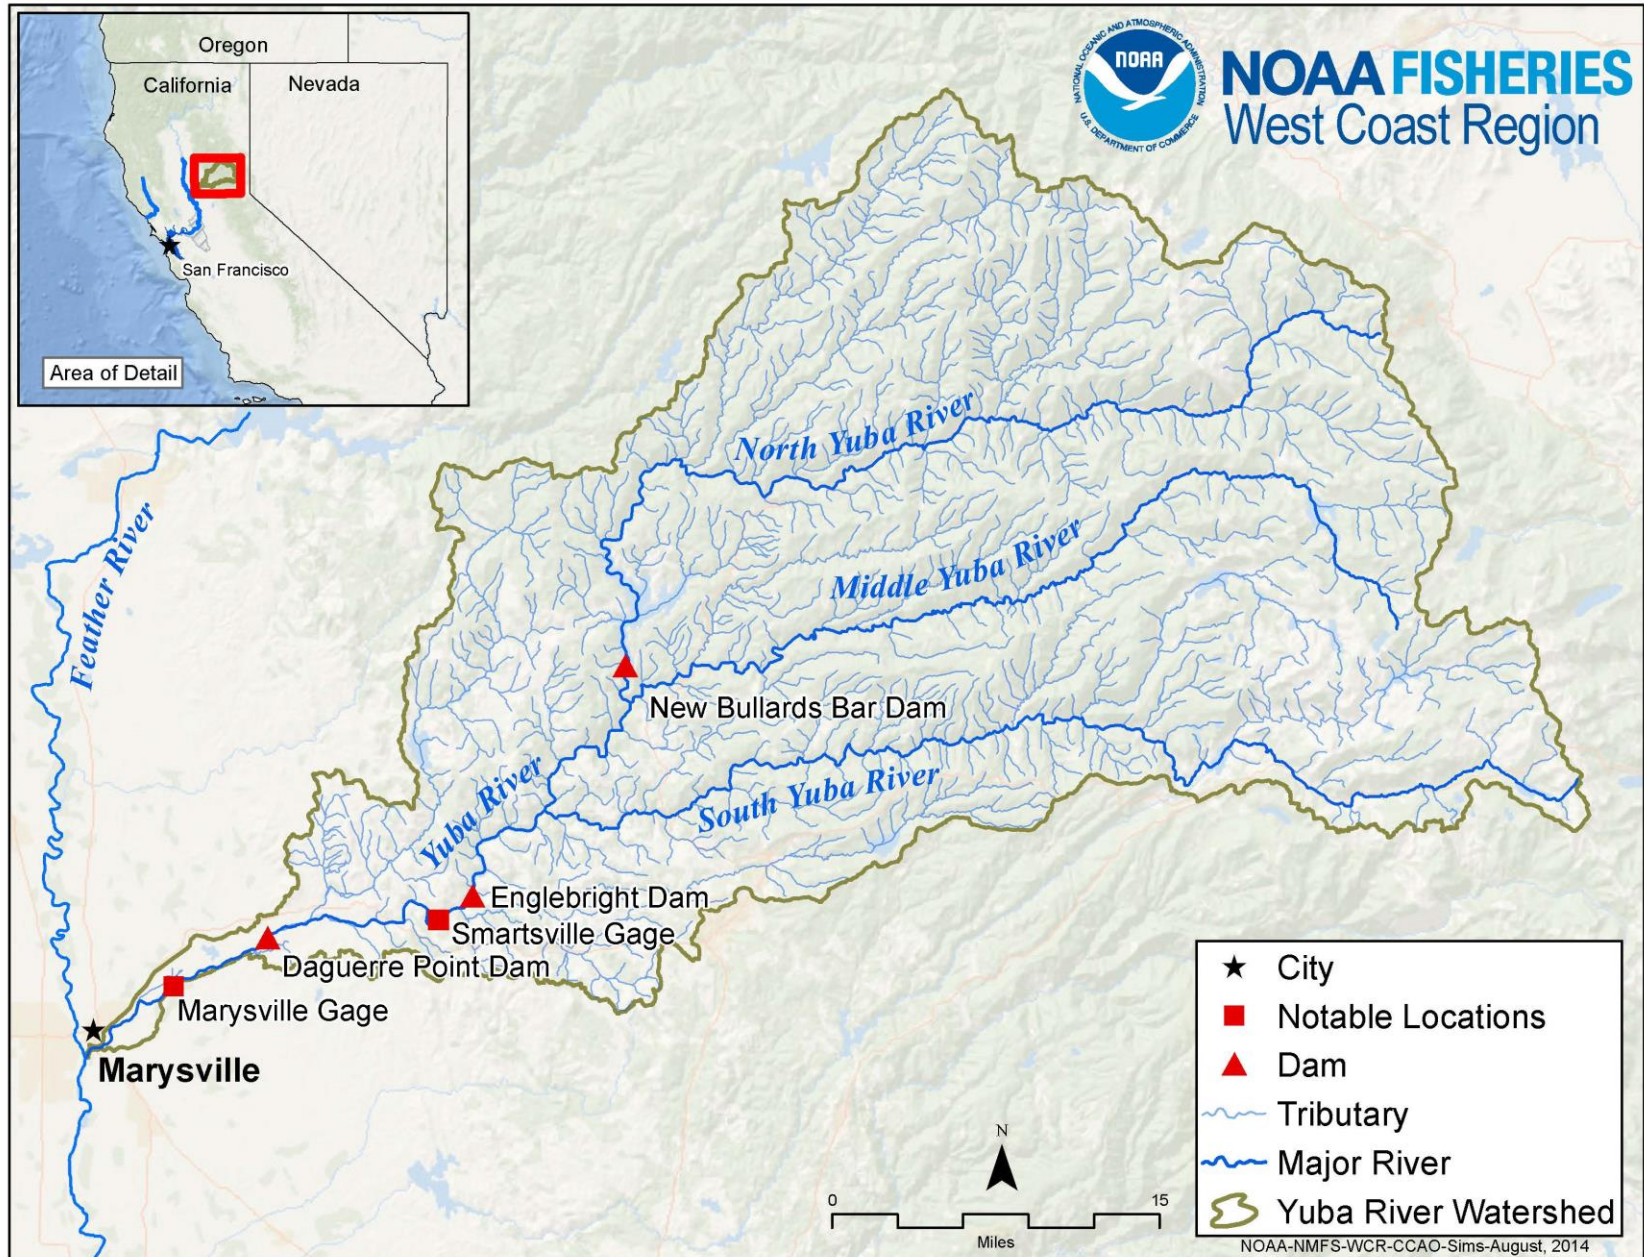 Oregon
California
Nevada
San Francisco
Area of Detail
NATIONAL OCEANIC AND ATMOSPHERIC ADMINISTRATION
NOAA
U.S. DEPARTMENT OF COMMERCE
NOAA FISHERIES
West Coast Region
North Yuba River
Feather River
Middle Yuba River
New Bullards Bar Dam
Yuba River
South Yuba River
Englebright Dam
Smartsville Gage
Daguerre Point Dam
Marysville Gage
Marysville
City
Notable Locations
Dam
Tributary
Major River
Yuba River Watershed
N
0 15
Miles
NOAA-NMFS-WCR-CCAO-Sims-August, 2014